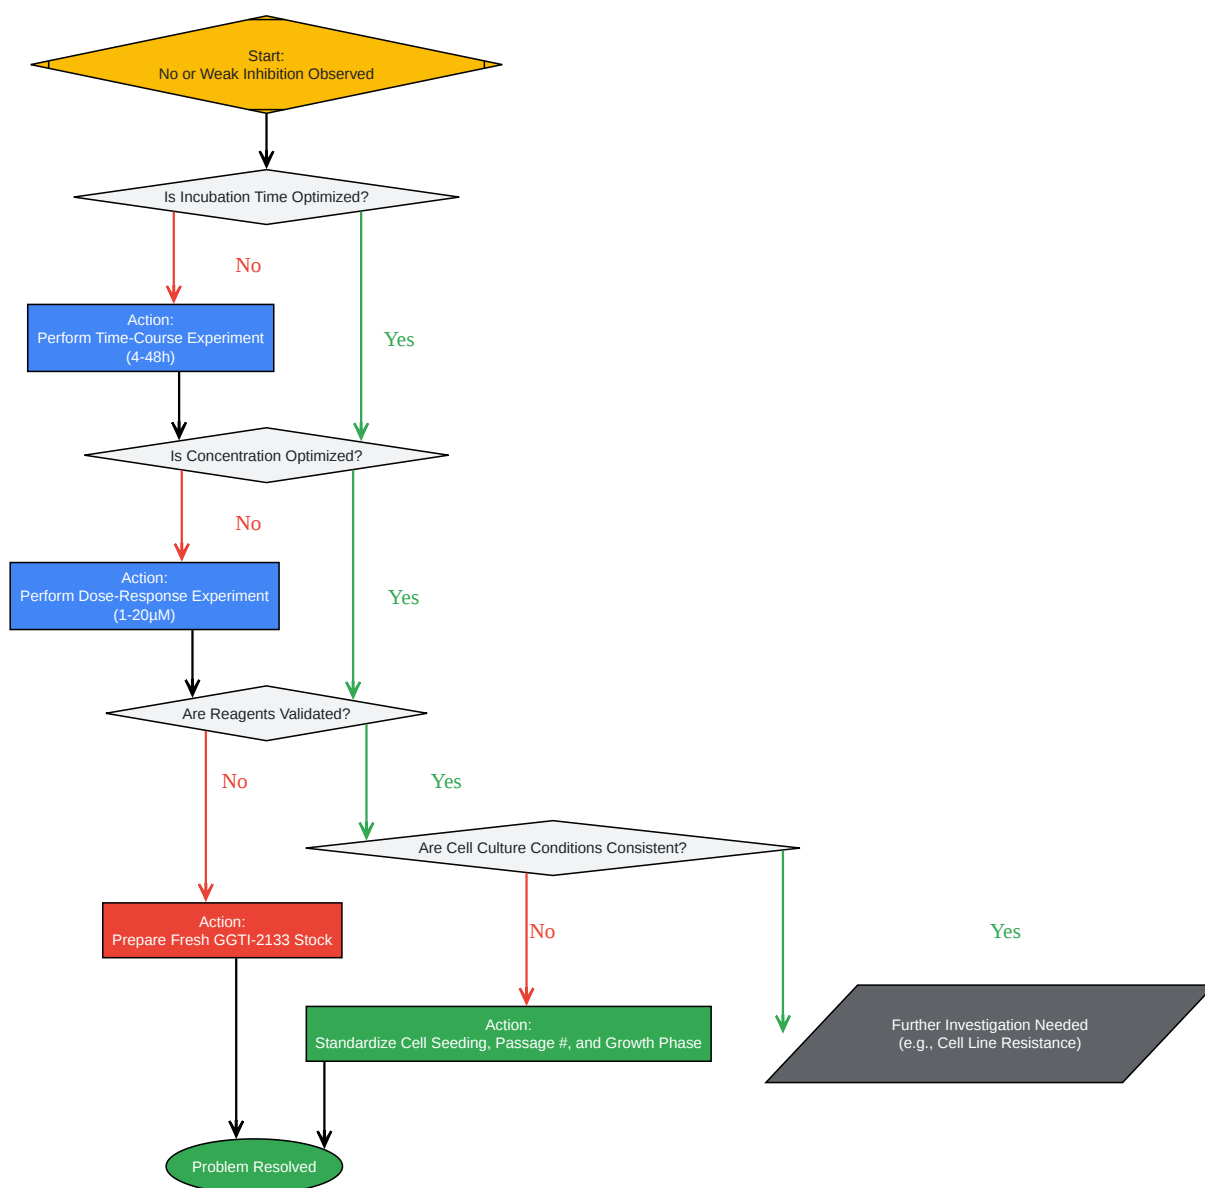 Start:
No or Weak Inhibition Observed
Is Incubation Time Optimized?
No
Action:
Perform Time-Course Experiment
(4-48h)
Yes
Is Concentration Optimized?
No
Action:
Perform Dose-Response Experiment
(1-20µM)
Yes
Are Reagents Validated?
No
Yes
Are Cell Culture Conditions Consistent?
Action:
Prepare Fresh GGTI-2133 Stock
No
Yes
Action:
Standardize Cell Seeding, Passage #, and Growth Phase
Further Investigation Needed
(e.g., Cell Line Resistance)
Problem Resolved